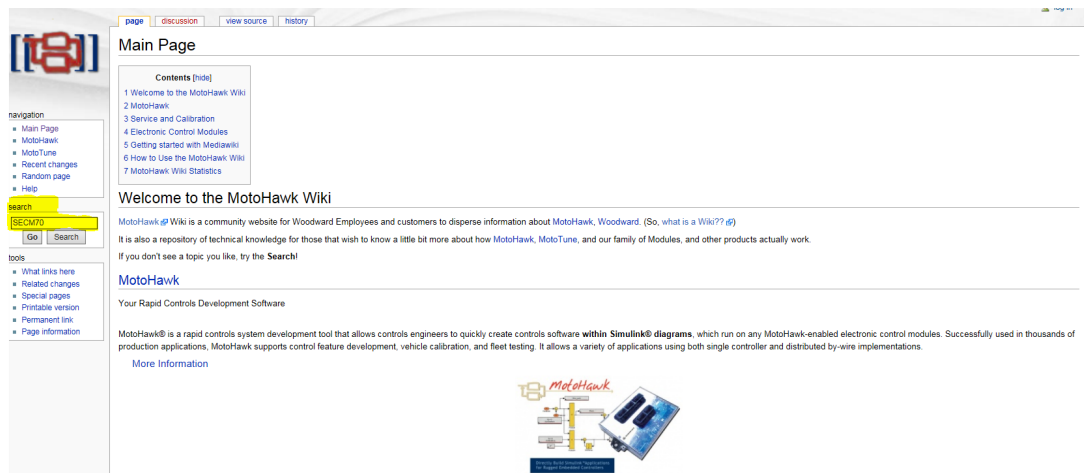 log in
page discussion view source history
Main Page
Contents [hide]
1 Welcome to the MotoHawk Wiki
2 MotoHawk
3 Service and Calibration
4 Electronic Control Modules
5 Getting started with Mediawiki
6 How to Use the MotoHawk Wiki
7 MotoHawk Wiki Statistics
navigation
Main Page
MotoHawk
MotoTune
Recent changes
Random page
Help
search
SECM70
Go Search
tools
What links here
Related changes
Special pages
Printable version
Permanent link
Page information
Welcome to the MotoHawk Wiki
MotoHawk Wiki is a community website for Woodward Employees and customers to disperse information about MotoHawk, Woodward. (So, what is a Wiki??)
It is also a repository of technical knowledge for those that wish to know a little bit more about how MotoHawk, MotoTune, and our family of Modules, and other products actually work.
If you don't see a topic you like, try the Search!
MotoHawk
Your Rapid Controls Development Software
MotoHawk® is a rapid controls system development tool that allows controls engineers to quickly create controls software within Simulink® diagrams, which run on any MotoHawk-enabled electronic control modules. Successfully used in thousands of
production applications, MotoHawk supports control feature development, vehicle calibration, and fleet testing. It allows a variety of applications using both single controller and distributed by-wire implementations.
More Information
MotoHawk
Directly Build Simulink Applications
for Rugged Embedded Controllers